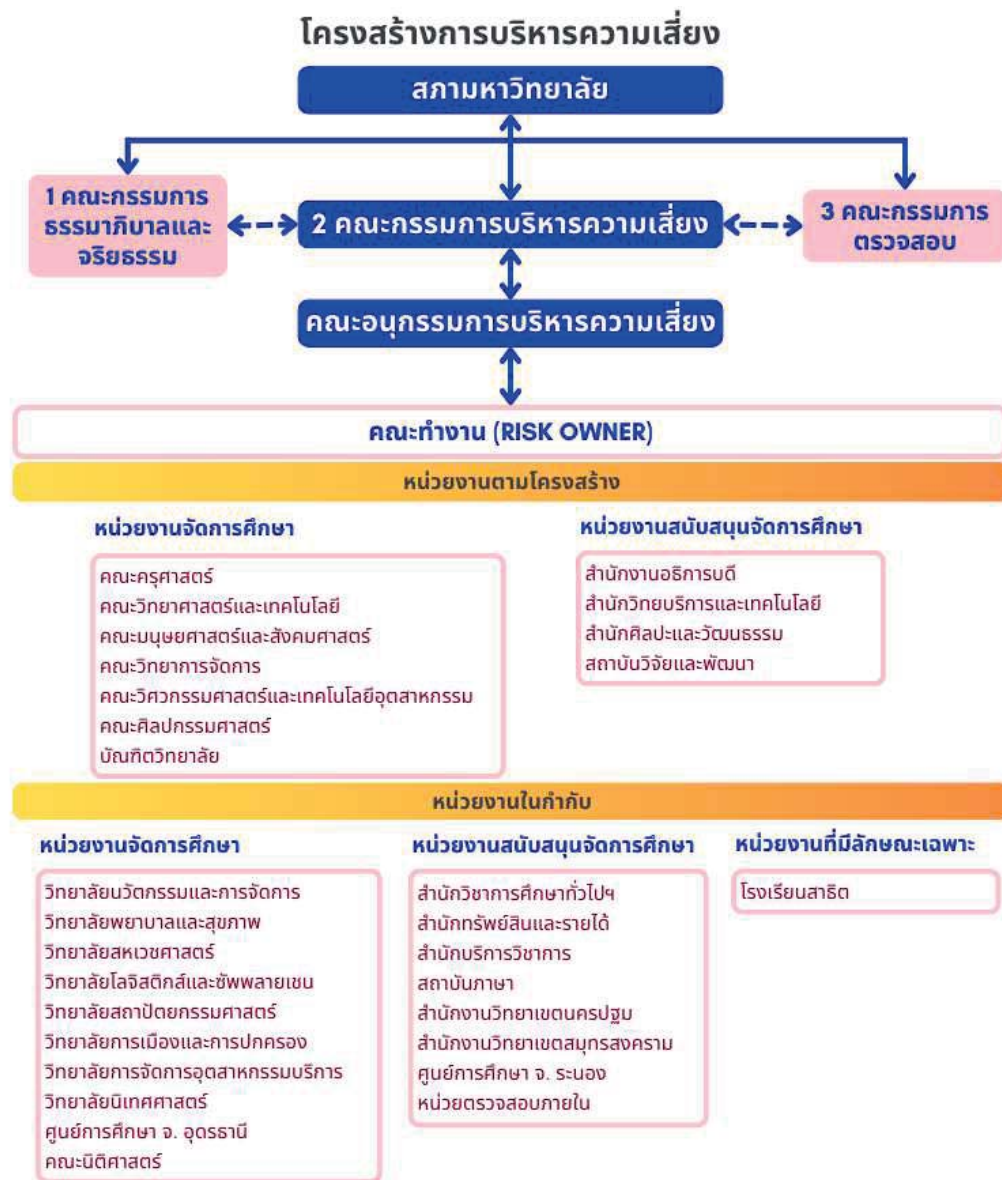 โครงสร้างการบริหารความเสี่ยง
สภามหาวิทยาลัย
1 คณะกรรมการ
ธรรมาภิบาลและ
จริยธรรม
2 คณะกรรมการบริหารความเสี่ยง
3 คณะกรรมการ
ตรวจสอบ
คณะอนุกรรมการบริหารความเสี่ยง
คณะทำงาน (RISK OWNER)
หน่วยงานตามโครงสร้าง
หน่วยงานจัดการศึกษา
คณะครุศาสตร์
คณะวิทยาศาสตร์และเทคโนโลยี
คณะมนุษยศาสตร์และสังคมศาสตร์
คณะวิทยาการจัดการ
คณะวิศวกรรมศาสตร์และเทคโนโลยีอุตสาหกรรม
คณะศิลปกรรมศาสตร์
บัณฑิตวิทยาลัย
หน่วยงานสนับสนุนจัดการศึกษา
สำนักงานอธิการบดี
สำนักวิทยบริการและเทคโนโลยี
สำนักศิลปะและวัฒนธรรม
สถาบันวิจัยและพัฒนา
หน่วยงานในกำกับ
หน่วยงานจัดการศึกษา
วิทยาลัยนวัตกรรมและการจัดการ
วิทยาลัยพยาบาลและสุขภาพ
วิทยาลัยสหเวชศาสตร์
วิทยาลัยโลจิสติกส์และซัพพลายเชน
วิทยาลัยสถาปัตยกรรมศาสตร์
วิทยาลัยการเมืองและการปกครอง
วิทยาลัยการจัดการอุตสาหกรรมบริการ
วิทยาลัยนิเทศศาสตร์
ศูนย์การศึกษา จ. อุดรธานี
คณะนิติศาสตร์
หน่วยงานสนับสนุนจัดการศึกษา
สำนักวิชาการศึกษาทั่วไปฯ
สำนักทรัพย์สินและรายได้
สำนักบริการวิชาการ
สถาบันภาษา
สำนักงานวิทยาเขตนครปฐม
สำนักงานวิทยาเขตสมุทรสงคราม
ศูนย์การศึกษา จ. ระนอง
หน่วยตรวจสอบภายใน
หน่วยงานที่มีลักษณะเฉพาะ
โรงเรียนสาธิต